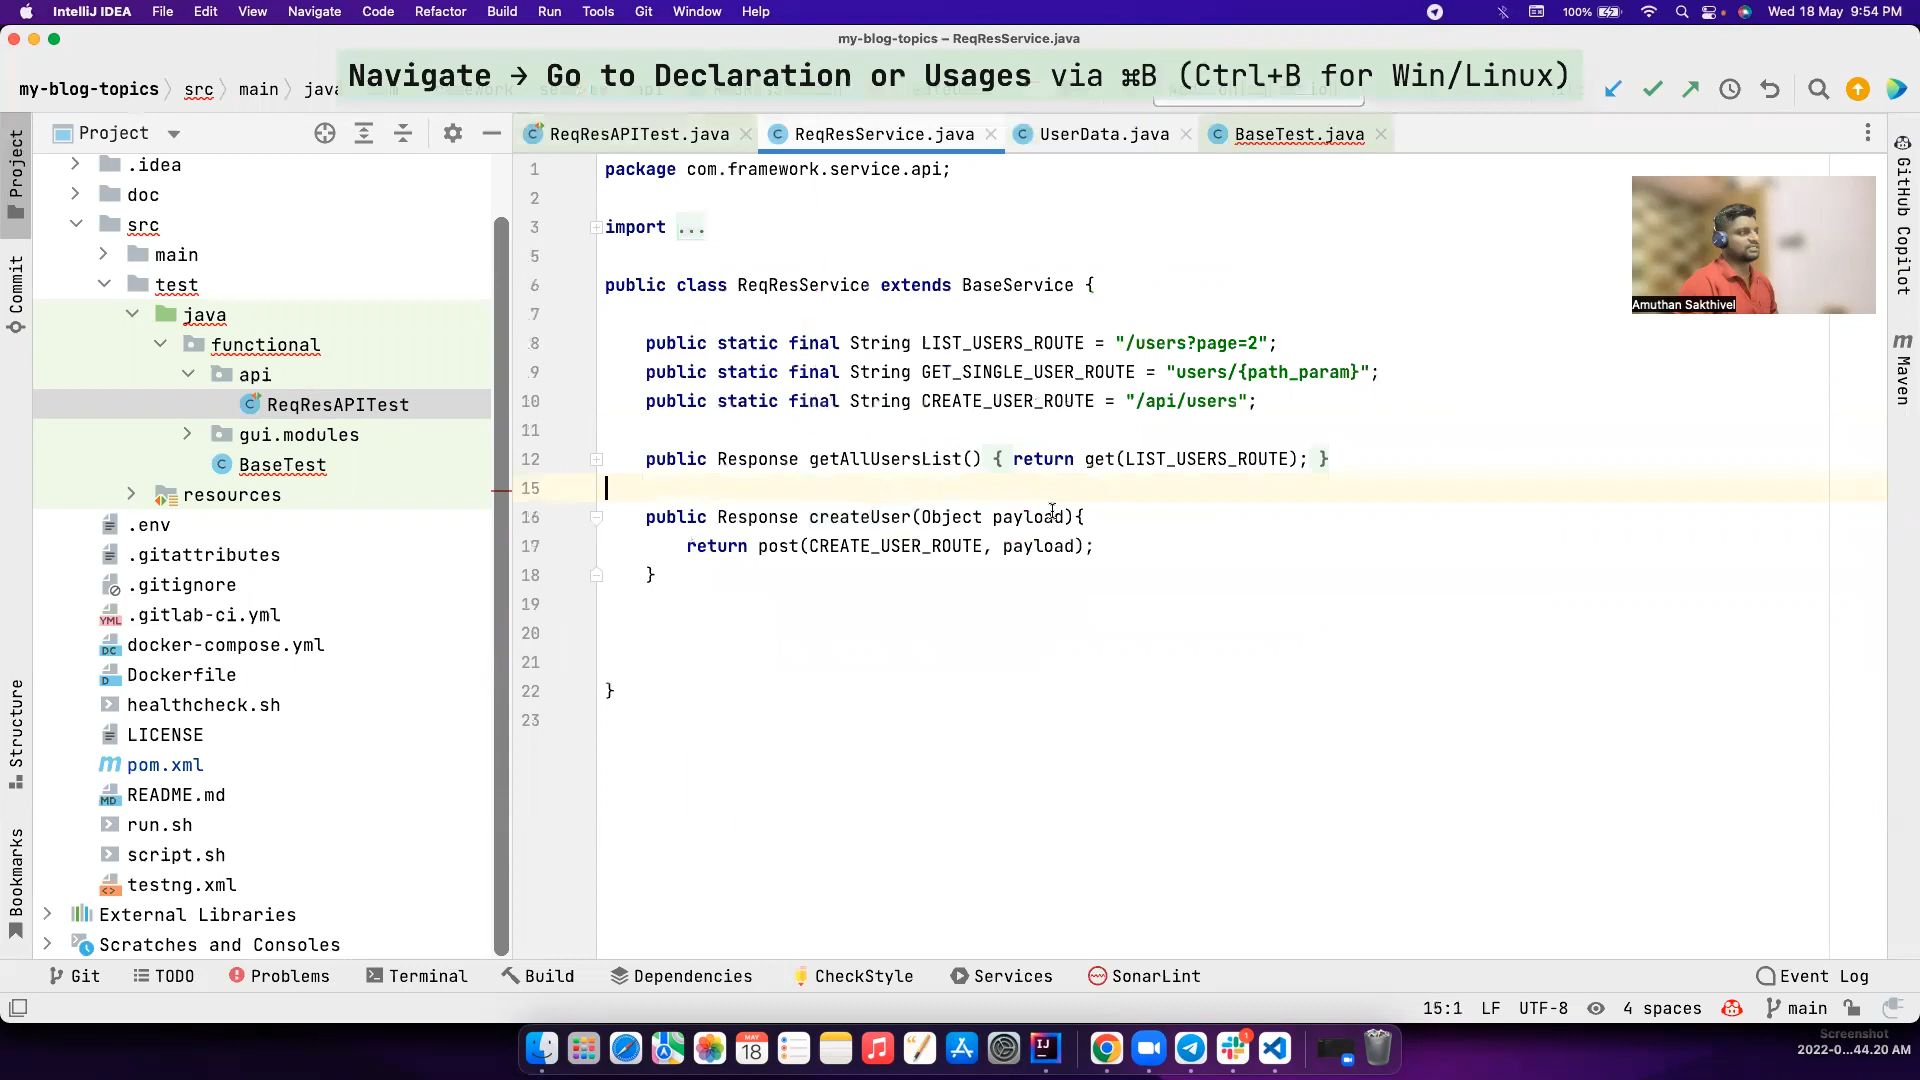 IntelliJ IDEA File Edit View Navigate Code Refactor Build Run Tools Git Window Help 100% Wed 18 May 9:54 PM
my-blog-topics – ReqResService.java
Navigate → Go to Declaration or Usages via ⌘B (Ctrl+B for Win/Linux)
my-blog-topics src main java
Project
ReqResAPITest.java ReqResService.java UserData.java BaseTest.java
.idea
doc
src
main
test
java
functional
api
ReqResAPITest
gui.modules
BaseTest
resources
.env
.gitattributes
.gitignore
.gitlab-ci.yml
docker-compose.yml
Dockerfile
healthcheck.sh
LICENSE
pom.xml
README.md
run.sh
script.sh
testng.xml
External Libraries
Scratches and Consoles
Project
Commit
Structure
Bookmarks
1 package com.framework.service.api;
2
3 import ...
5
6 public class ReqResService extends BaseService {
7
8 public static final String LIST_USERS_ROUTE = "/users?page=2";
9 public static final String GET_SINGLE_USER_ROUTE = "users/{path_param}";
10 public static final String CREATE_USER_ROUTE = "/api/users";
11
12 public Response getAllUsersList() { return get(LIST_USERS_ROUTE); }
15
16 public Response createUser(Object payload){
17 return post(CREATE_USER_ROUTE, payload);
18 }
19
20
21
22 }
23
Amuthan Sakthivel
GitHub Copilot
Maven
Git TODO Problems Terminal Build Dependencies CheckStyle Services SonarLint Event Log
15:1 LF UTF-8 4 spaces main
Screenshot
2022-0...44.20 AM
MAY
18